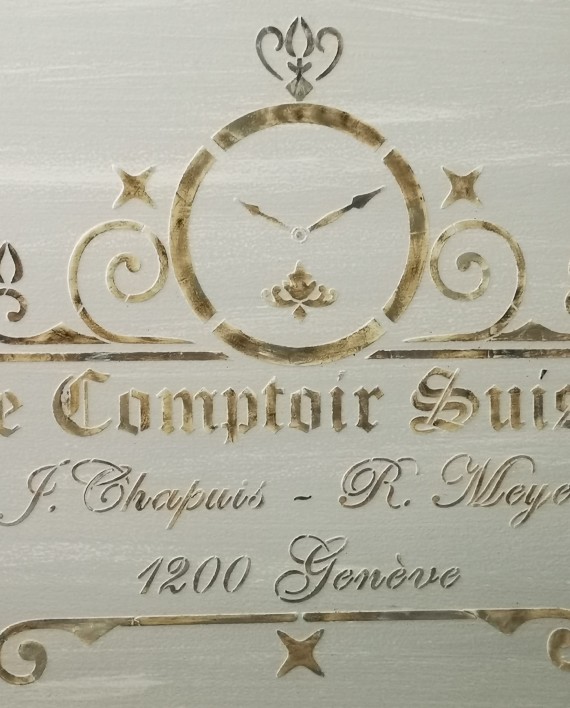 e Comptoir Suis
J. Chapuis - R. Meye
1200 Genève